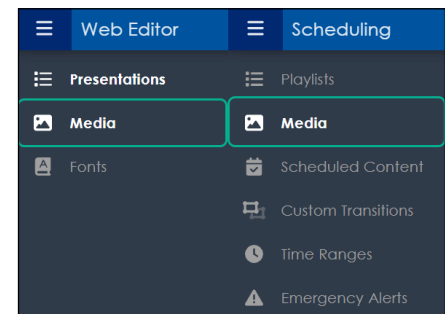 Web Editor
Presentations
Media
Fonts
Scheduling
Playlists
Media
Scheduled Content
Custom Transitions
Time Ranges
Emergency Alerts